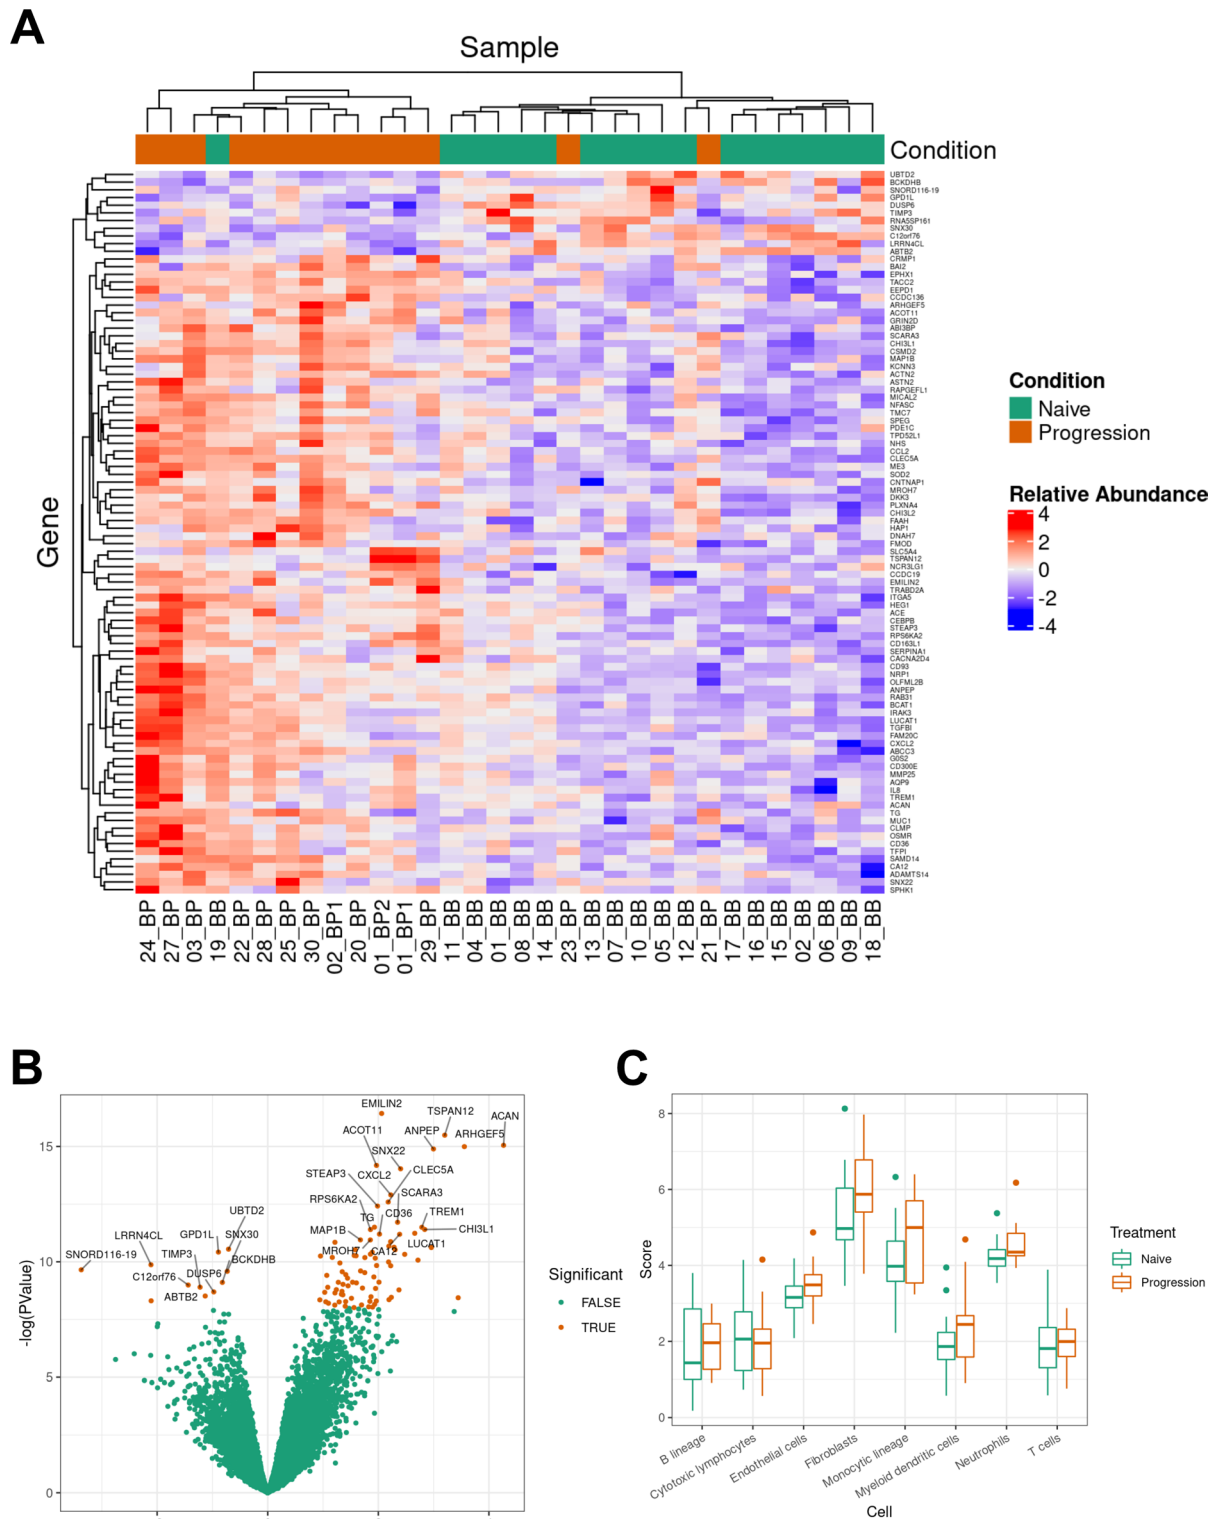 A
Sample
Condition
UBTD2
BCKDHB
SNORD116-19
GPD1L
DUSP6
TIMP3
RNA5SP161
SNX30
C12orf76
LRRN4CL
ABTB2
CRMP1
BAI2
EPHX1
TACC2
EEPD1
CCDC136
ARHGEF5
ACOT11
GRIN2D
ABI3BP
SCARA3
CHI3L1
CSMD2
MAP1B
KCNN3
ACTN2
ASTN2
RAPGEFL1
MICAL2
NFASC
TMC7
SPEG
PDE1C
TPD52L1
NHS
CCL2
CLEC5A
ME3
SOD2
CNTNAP1
MROH7
DKK3
PLXNA4
CHI3L2
FAAH
HAP1
DNAH7
FMOD
SLC5A4
TSPAN12
NCR3LG1
CCDC19
EMILIN2
TRABD2A
ITGA5
HEG1
ACE
CEBPB
STEAP3
RPS6KA2
CD163L1
SERPINA1
CACNA2D4
CD93
NRP1
OLFML2B
ANPEP
RAB31
BCAT1
IRAK3
LUCAT1
TGFBI
FAM20C
CXCL2
ABCC3
G0S2
CD300E
MMP25
AQP9
IL8
TREM1
ACAN
TG
MUC1
CLMP
OSMR
CD36
TFPI
SAMD14
CA12
ADAMTS14
SNX22
SPHK1
Gene
24_BP
27_BP
03_BP
19_BB
22_BP
28_BP
25_BP
30_BP
02_BP1
20_BP
01_BP2
01_BP1
29_BP
11_BB
04_BB
01_BB
08_BB
14_BB
23_BP
13_BB
07_BB
10_BB
05_BB
12_BB
21_BP
17_BB
16_BB
15_BB
02_BB
06_BB
09_BB
18_BB
Condition
Naive
Progression
Relative Abundance
4
2
0
-2
-4
B
-log(PValue)
15
10
5
0
EMILIN2
TSPAN12
ACAN
ACOT11
ANPEP
ARHGEF5
SNX22
STEAP3
CXCL2
CLEC5A
RPS6KA2
SCARA3
TG
CD36
TREM1
MAP1B
CHI3L1
MROH7
CA12
LUCAT1
UBTD2
LRRN4CL
GPD1L
SNX30
SNORD116-19
TIMP3
BCKDHB
C12orf76
DUSP6
ABTB2
Significant
FALSE
TRUE
C
Score
8
6
4
2
0
B lineage
Cytotoxic lymphocytes
Endothelial cells
Fibroblasts
Monocytic lineage
Myeloid dendritic cells
Neutrophils
T cells
Cell
Treatment
Naive
Progression